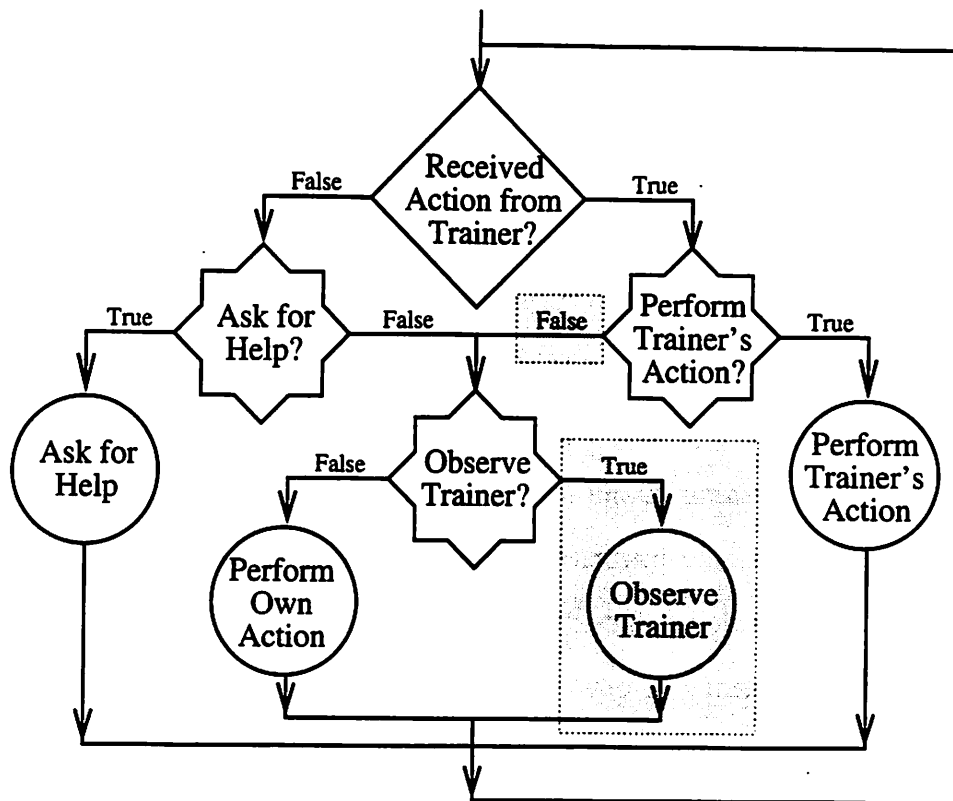 Received
Action from
Trainer?
False
True
Ask for
Help?
Perform
Trainer's
Action?
True
False
False
True
Ask for
Help
Observe
Trainer?
Perform
Trainer's
Action
False
True
Perform
Own
Action
Observe
Trainer